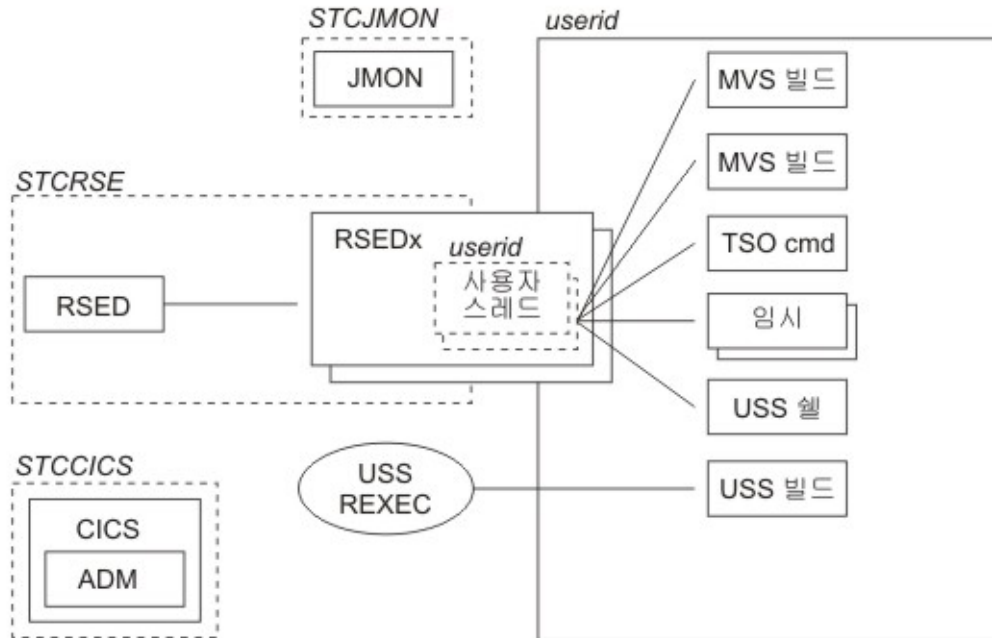 STCJMON
JMON
userid
MVS 빌드
MVS 빌드
TSO cmd
임시
USS 쉘
USS 빌드
STCRSE
RSED
RSEDx
userid
사용자
스레드
USS
REXEC
STCCICS
CICS
ADM